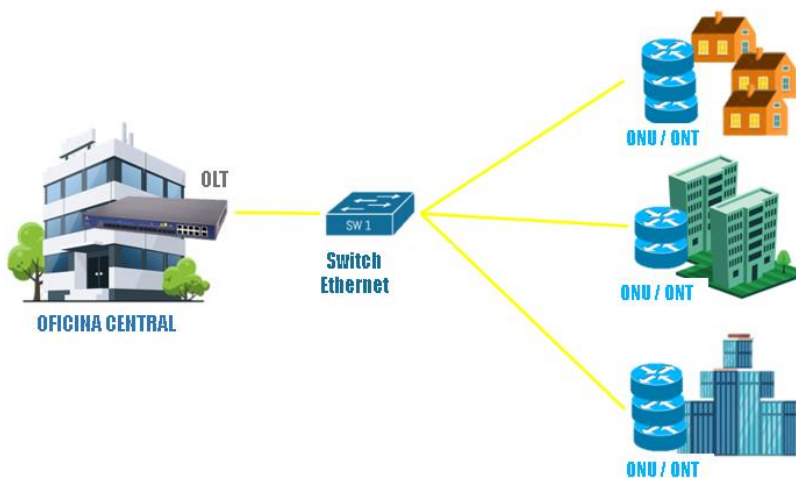 OLT
OFICINA CENTRAL
SW 1
Switch
Ethernet
ONU / ONT
ONU / ONT
ONU / ONT